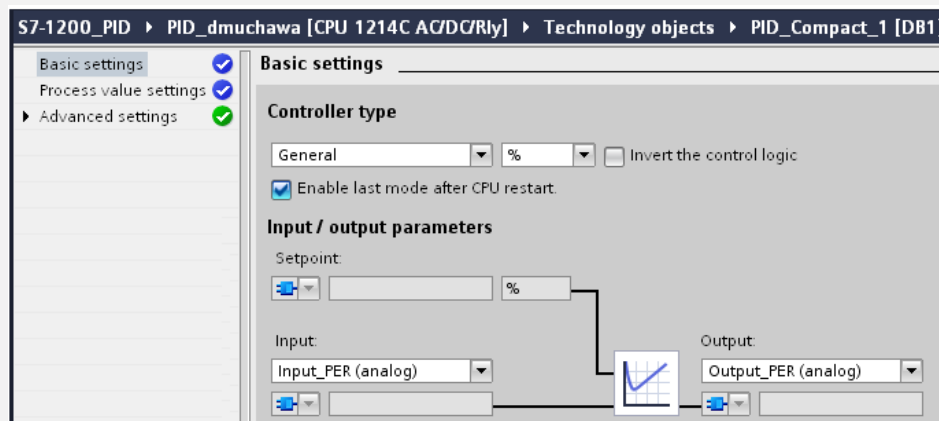 S7-1200_PID ▸ PID_dmuchawa [CPU 1214C AC/DC/Rly] ▸ Technology objects ▸ PID_Compact_1 [DB1]
Basic settings
Process value settings
Advanced settings
Basic settings
Controller type
General % Invert the control logic
Enable last mode after CPU restart.
Input / output parameters
Setpoint:
%
Input: Output:
Input_PER (analog) Output_PER (analog)